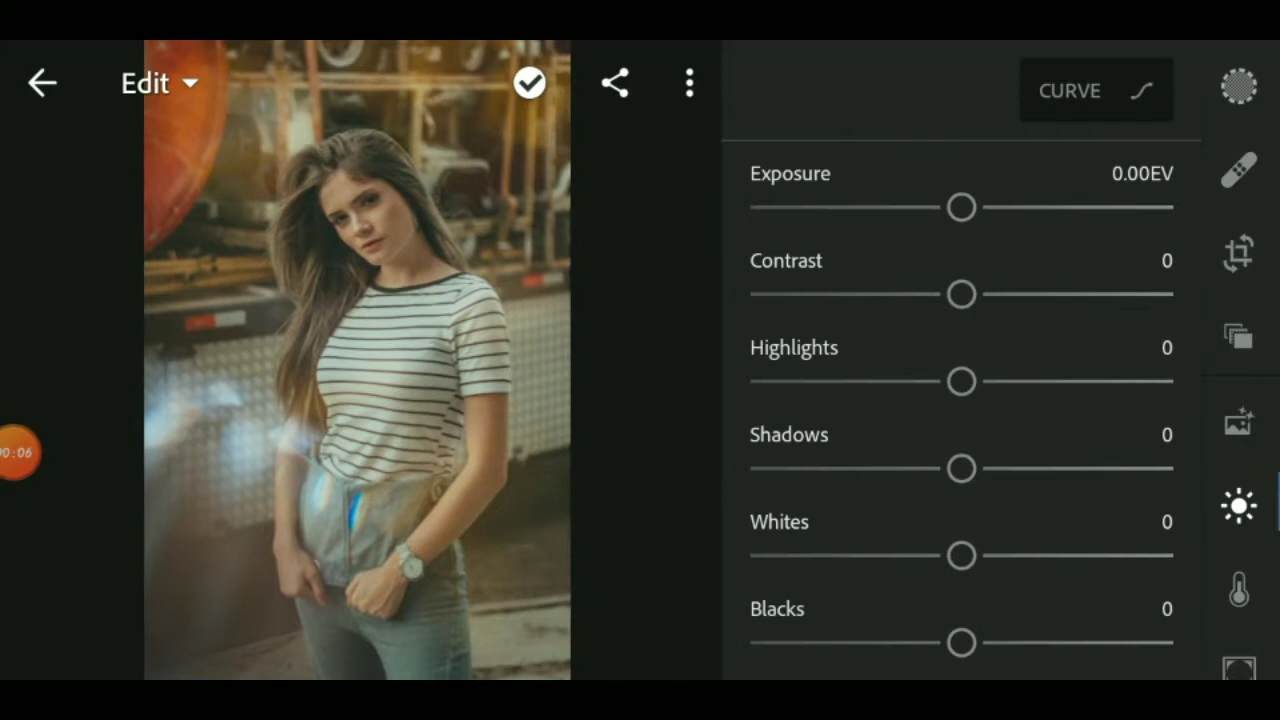 Edit
CURVE
Exposure 0.00EV
Contrast 0
Highlights 0
Shadows 0
Whites 0
Blacks 0
00:06